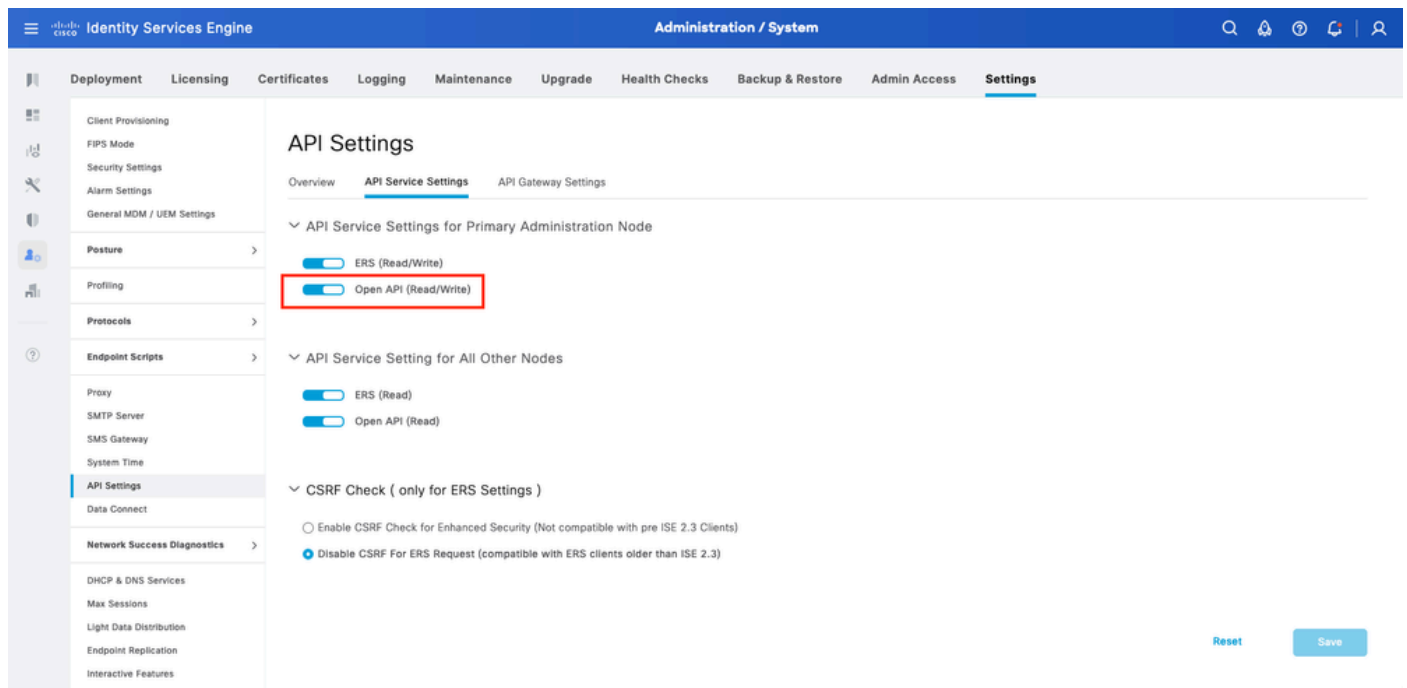 cisco Identity Services Engine
Administration / System
Deployment Licensing Certificates Logging Maintenance Upgrade Health Checks Backup & Restore Admin Access Settings
Client Provisioning
FIPS Mode
Security Settings
Alarm Settings
General MDM / UEM Settings
Posture
Profiling
Protocols
Endpoint Scripts
Proxy
SMTP Server
SMS Gateway
System Time
API Settings
Data Connect
Network Success Diagnostics
DHCP & DNS Services
Max Sessions
Light Data Distribution
Endpoint Replication
Interactive Features
API Settings
Overview API Service Settings API Gateway Settings
API Service Settings for Primary Administration Node
ERS (Read/Write)
Open API (Read/Write)
API Service Setting for All Other Nodes
ERS (Read)
Open API (Read)
CSRF Check ( only for ERS Settings )
Enable CSRF Check for Enhanced Security (Not compatible with pre ISE 2.3 Clients)
Disable CSRF For ERS Request (compatible with ERS clients older than ISE 2.3)
Reset Save